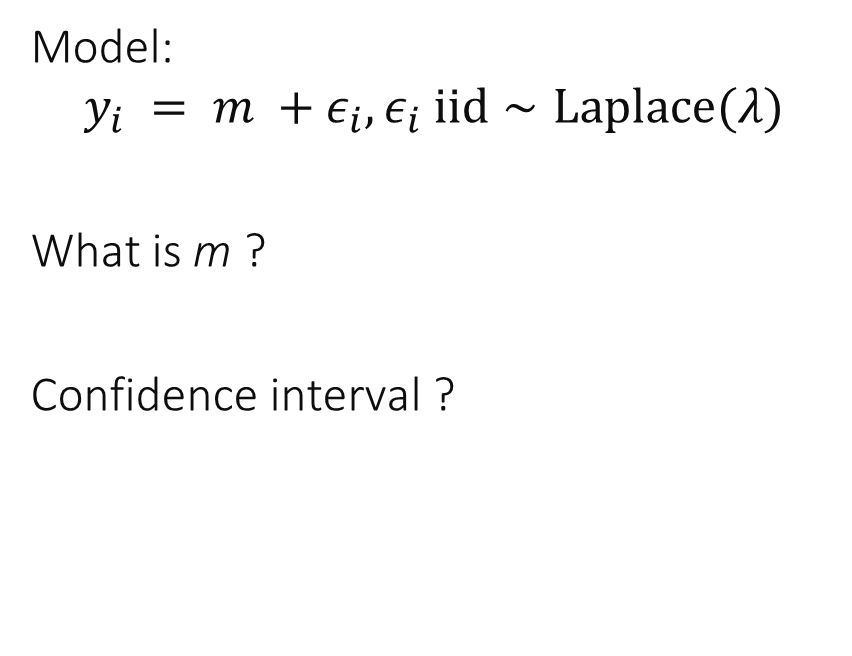 Model:
y_i = m + ϵ_i, ϵ_i iid ~ Laplace(λ)
What is m ?
Confidence interval ?